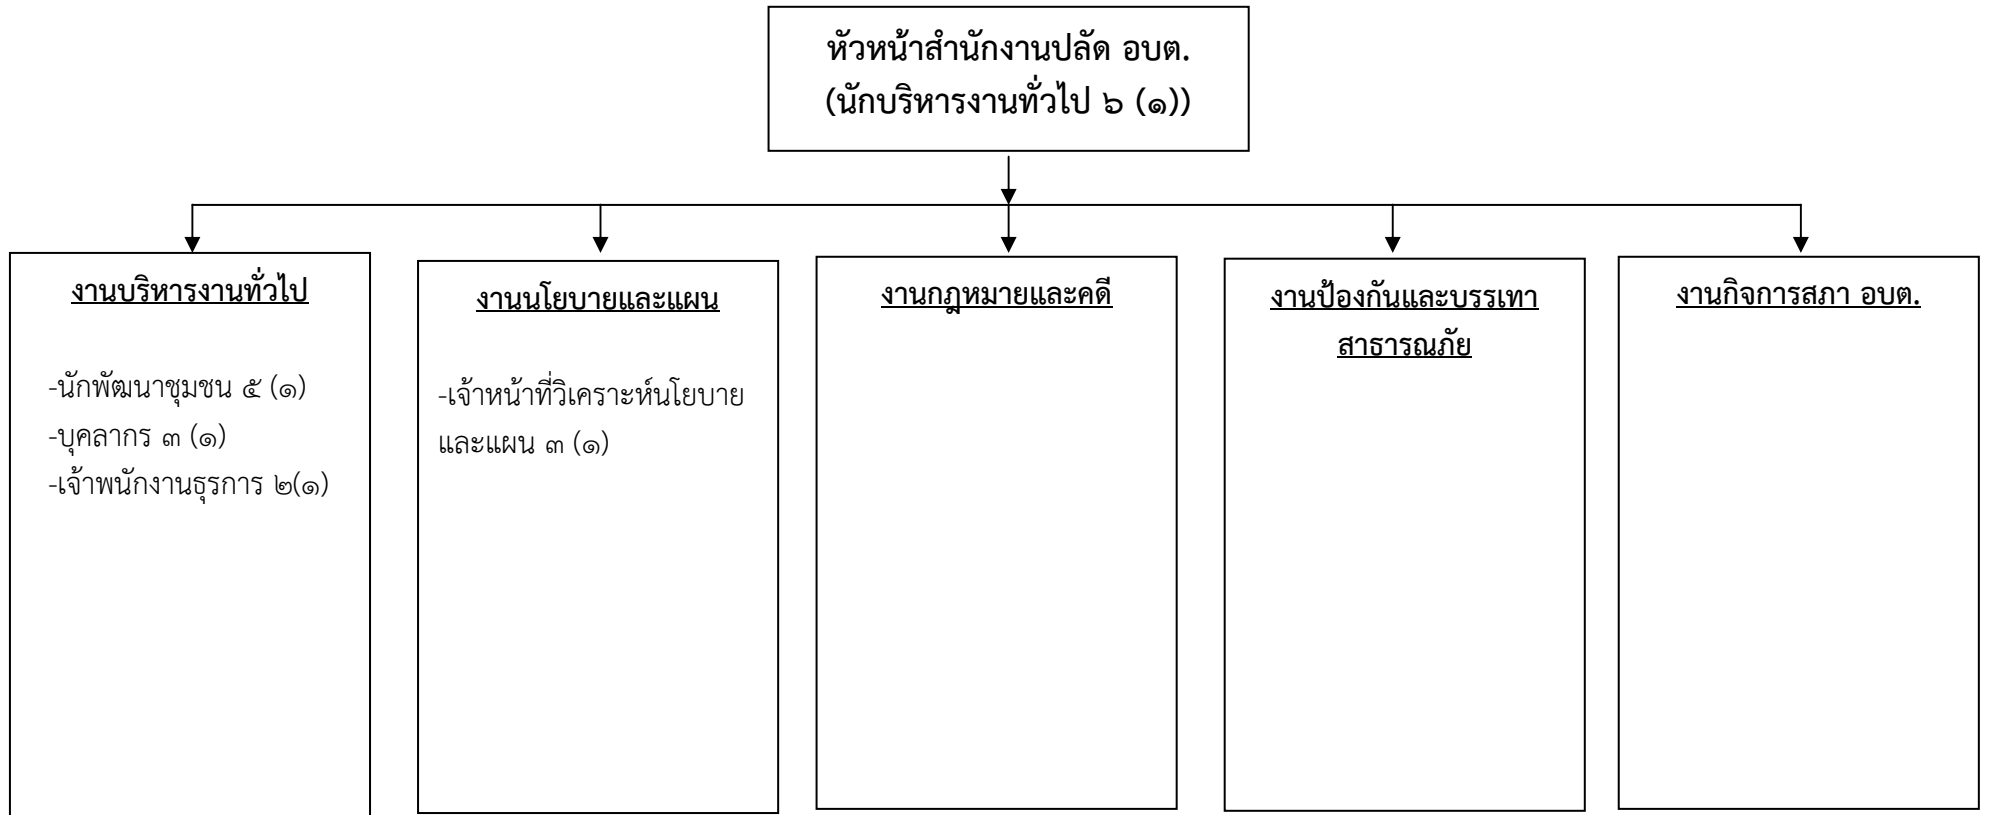 หัวหน้าสำนักงานปลัด อบต.
(นักบริหารงานทั่วไป ๖ (๑))
งานบริหารงานทั่วไป
-นักพัฒนาชุมชน ๕ (๑)
-บุคลากร ๓ (๑)
-เจ้าพนักงานธุรการ ๒(๑)
งานนโยบายและแผน
-เจ้าหน้าที่วิเคราะห์นโยบาย
และแผน ๓ (๑)
งานกฎหมายและคดี
งานป้องกันและบรรเทา
สาธารณภัย
งานกิจการสภา อบต.